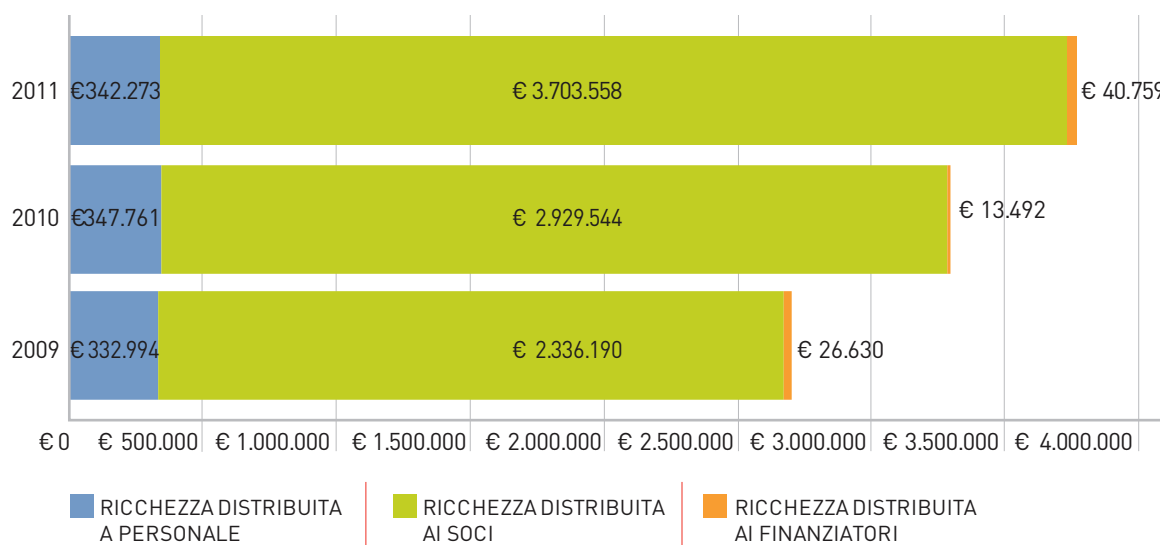 2011 €342.273 € 3.703.558 € 40.759
2010 €347.761 € 2.929.544 € 13.492
2009 € 332.994 € 2.336.190 € 26.630
€ 0 € 500.000 € 1.000.000 € 1.500.000 € 2.000.000 € 2.500.000 € 3.000.000 € 3.500.000 € 4.000.000
RICCHEZZA DISTRIBUITA
A PERSONALE
RICCHEZZA DISTRIBUITA
AI SOCI
RICCHEZZA DISTRIBUITA
AI FINANZIATORI